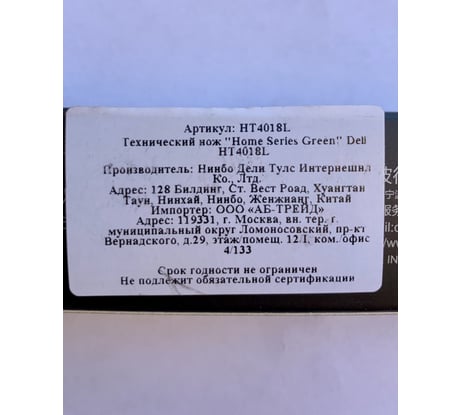 Артикул: HT4018L
Технический нож "Home Series Green" Deli
HT4018L
Производитель: Нинбо Дели Тулс Интернешнл
Ко., Лтд.
Адрес: 128 Билдинг, Ст. Вест Роад, Хуангтан
Таун, Нинхай, Нинбо, Женжианг, Китай
Импортер: ООО «АБ-ТРЕЙД»
Адрес: 119331, г. Москва, вн. тер. г.
муниципальный округ Ломоносовский, пр-кт
Вернадского, д.29, этаж/помещ. 12/I, ком./офис
4/133
Срок годности не ограничен
Не подлежит обязательной сертификации